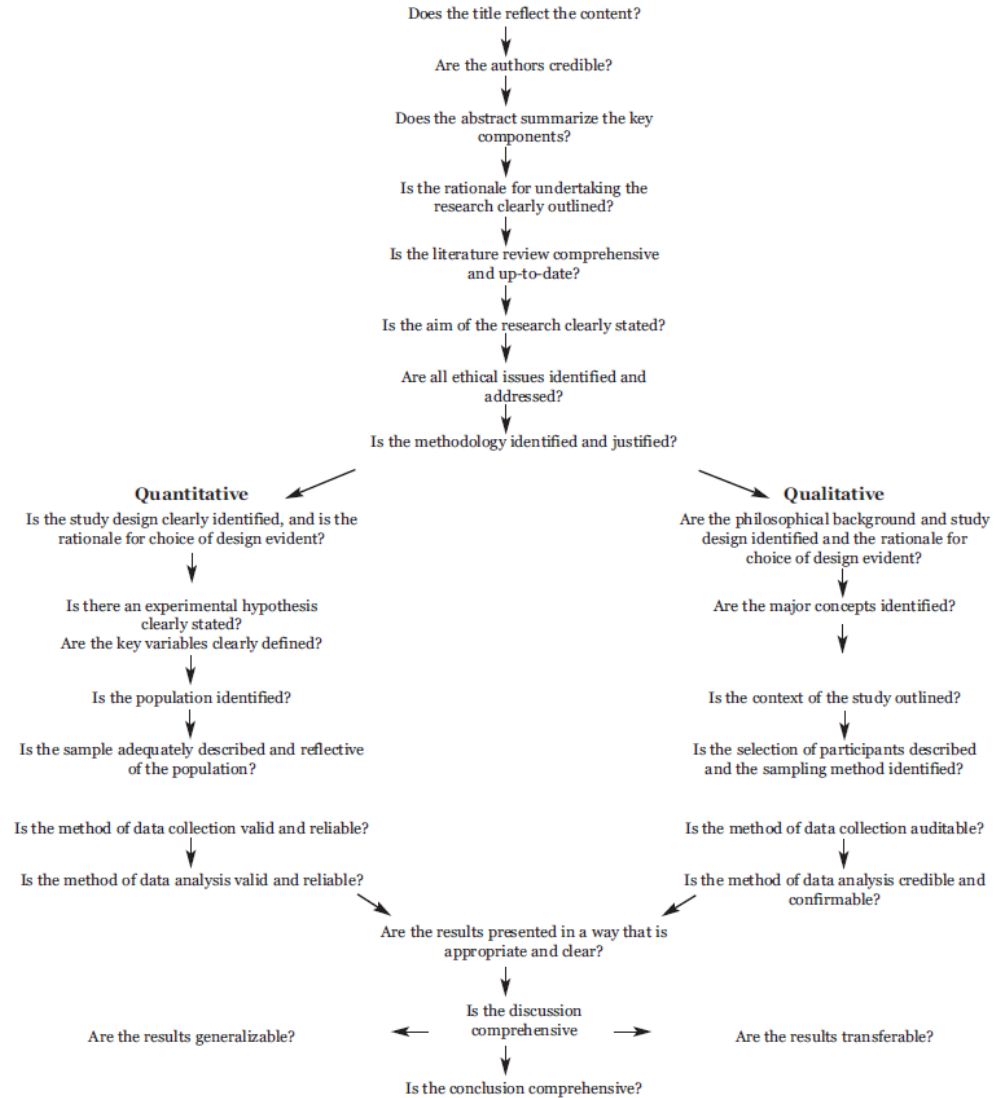 Does the title reflect the content?
Are the authors credible?
Does the abstract summarize the key
components?
Is the rationale for undertaking the
research clearly outlined?
Is the literature review comprehensive
and up-to-date?
Is the aim of the research clearly stated?
Are all ethical issues identified and
addressed?
Is the methodology identified and justified?
Quantitative
Is the study design clearly identified, and is the
rationale for choice of design evident?
Is there an experimental hypothesis
clearly stated?
Are the key variables clearly defined?
Is the population identified?
Is the sample adequately described and reflective
of the population?
Is the method of data collection valid and reliable?
Is the method of data analysis valid and reliable?
Qualitative
Are the philosophical background and study
design identified and the rationale for
choice of design evident?
Are the major concepts identified?
Is the context of the study outlined?
Is the selection of participants described
and the sampling method identified?
Is the method of data collection auditable?
Is the method of data analysis credible and
confirmable?
Are the results presented in a way that is
appropriate and clear?
Is the discussion
comprehensive
Are the results generalizable?
Are the results transferable?
Is the conclusion comprehensive?